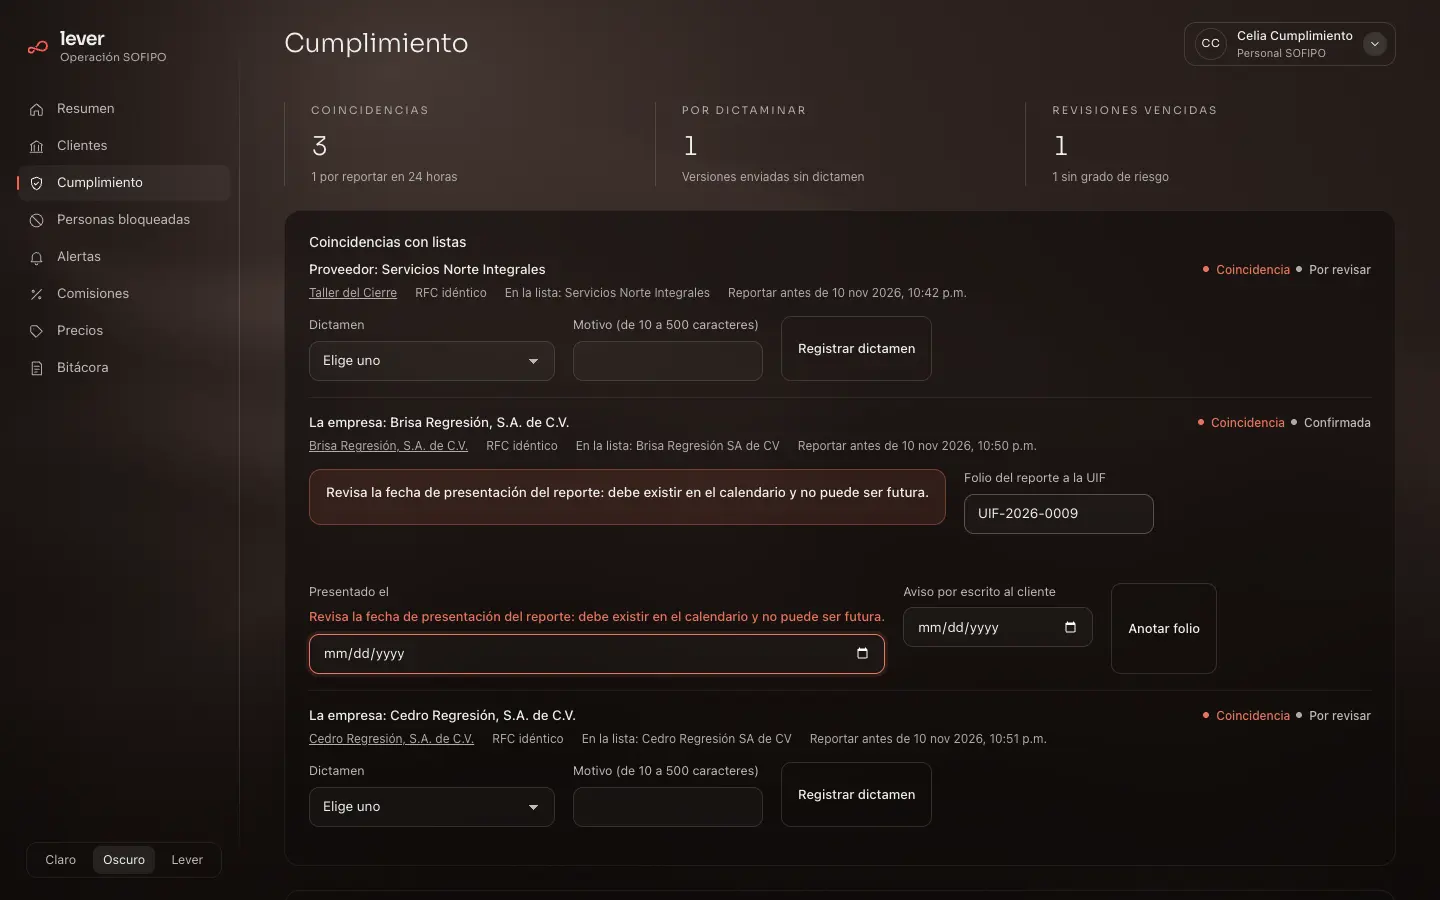 lever
Operación SOFIPO
Resumen
Clientes
Cumplimiento
Personas bloqueadas
Alertas
Comisiones
Precios
Bitácora
Claro
Oscuro
Lever
Cumplimiento
CC
Celia Cumplimiento
Personal SOFIPO
COINCIDENCIAS
3
1 por reportar en 24 horas
POR DICTAMINAR
1
Versiones enviadas sin dictamen
REVISIONES VENCIDAS
1
1 sin grado de riesgo
Coincidencias con listas
Proveedor: Servicios Norte Integrales
Coincidencia
Por revisar
Taller del Cierre
RFC idéntico
En la lista: Servicios Norte Integrales
Reportar antes de 10 nov 2026, 10:42 p.m.
Dictamen
Elige uno
Motivo (de 10 a 500 caracteres)
Registrar dictamen
La empresa: Brisa Regresión, S.A. de C.V.
Coincidencia
Confirmada
Brisa Regresión, S.A. de C.V.
RFC idéntico
En la lista: Brisa Regresión SA de CV
Reportar antes de 10 nov 2026, 10:50 p.m.
Revisa la fecha de presentación del reporte: debe existir en el calendario y no puede ser futura.
Folio del reporte a la UIF
UIF-2026-0009
Presentado el
Revisa la fecha de presentación del reporte: debe existir en el calendario y no puede ser futura.
mm/dd/yyyy
Aviso por escrito al cliente
mm/dd/yyyy
Anotar folio
La empresa: Cedro Regresión, S.A. de C.V.
Coincidencia
Por revisar
Cedro Regresión, S.A. de C.V.
RFC idéntico
En la lista: Cedro Regresión SA de CV
Reportar antes de 10 nov 2026, 10:51 p.m.
Dictamen
Elige uno
Motivo (de 10 a 500 caracteres)
Registrar dictamen